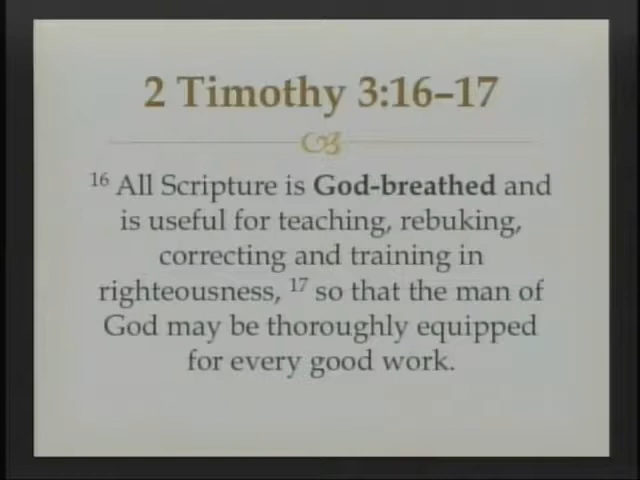 2 Timothy 3:16–17
16 All Scripture is God-breathed and
is useful for teaching, rebuking,
correcting and training in
righteousness, 17 so that the man of
God may be thoroughly equipped
for every good work.